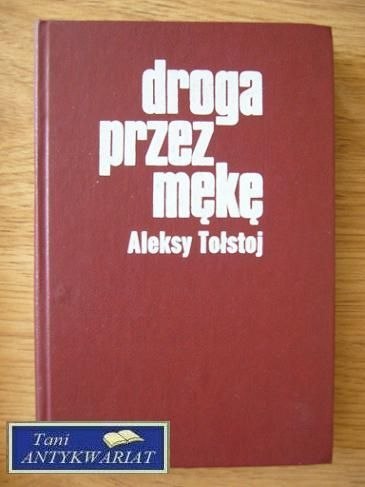 droga
przez
mękę
Aleksy Tołstoj
Tani
ANTYKWARIAT